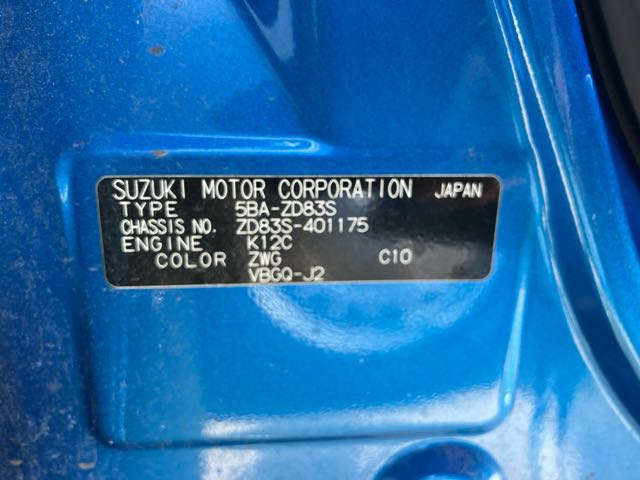 SUZUKI MOTOR CORPORATION JAPAN
TYPE 5BA-ZD83S
CHASSIS NO. ZD83S-401175
ENGINE K12C
COLOR ZWG C10
VBGQ-J2